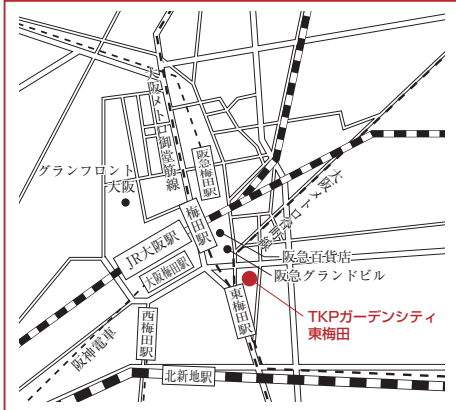 大阪メトロ御堂筋線
阪急梅田駅
グランフロント
大阪
大阪メトロ谷町線
梅田駅
JR大阪駅
大阪梅田駅
阪急百貨店
阪急グランドビル
東梅田駅
TKPガーデンシティ
東梅田
西梅田駅
阪神電車
北新地駅